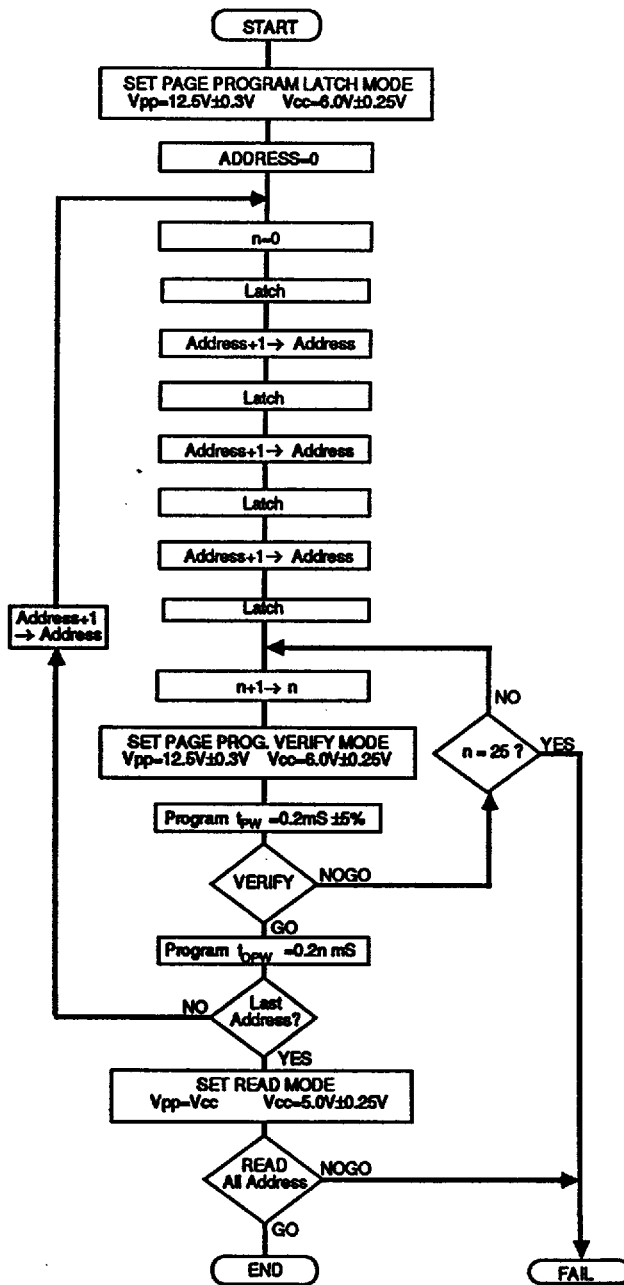 START
SET PAGE PROGRAM LATCH MODE
Vpp=12.5V±0.3V Vcc=6.0V±0.25V
ADDRESS=0
n=0
Latch
Address+1→ Address
Latch
Address+1→ Address
Latch
Address+1→ Address
Latch
Address+1
→ Address
n+1→ n
NO
SET PAGE PROG. VERIFY MODE
Vpp=12.5V±0.3V Vcc=6.0V±0.25V
n = 25 ?
YES
Program tPW =0.2mS ±5%
VERIFY
NOGO
GO
Program tOPW =0.2n mS
NO
Last
Address?
YES
SET READ MODE
Vpp=Vcc Vcc=5.0V±0.25V
READ
All Address
NOGO
GO
END
FAIL